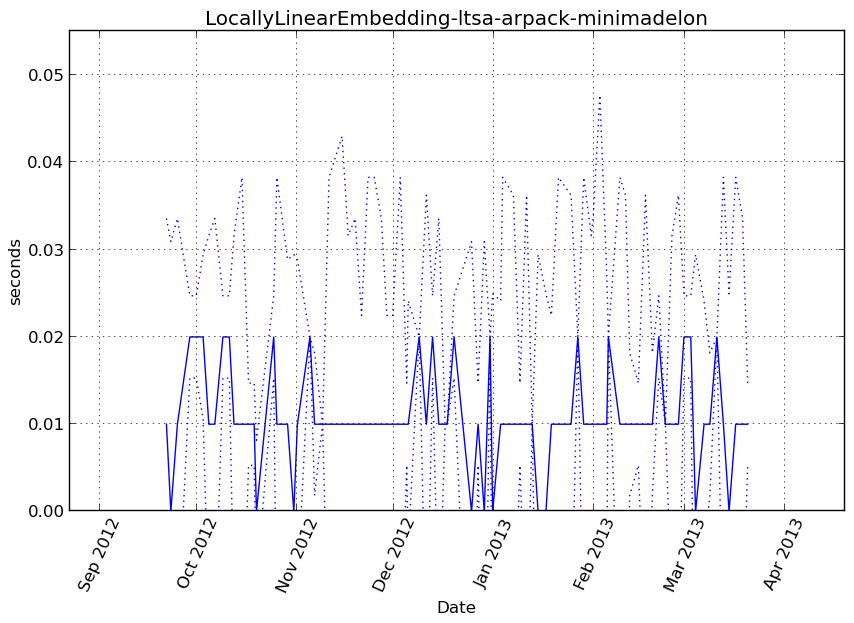 LocallyLinearEmbedding-ltsa-arpack-minimadelon
0.05
0.04
0.03
0.02
0.01
0.00
seconds
Sep 2012
Oct 2012
Nov 2012
Dec 2012
Jan 2013
Feb 2013
Mar 2013
Apr 2013
Date